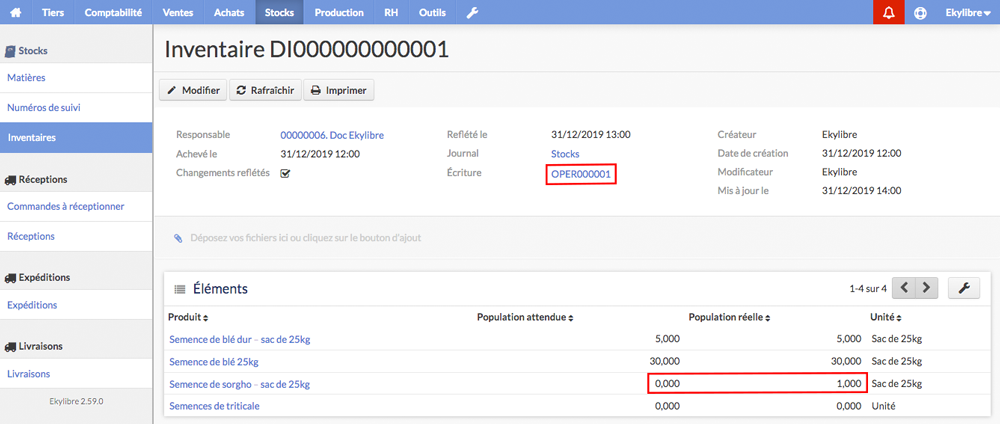 Tiers Comptabilité Ventes Achats Stocks Production RH Outils Ekylibre
Stocks
Matières
Numéros de suivi
Inventaires
Réceptions
Commandes à réceptionner
Réceptions
Expéditions
Expéditions
Livraisons
Livraisons
Ekylibre 2.59.0
Inventaire DI000000000001
Modifier Rafraîchir Imprimer
Responsable 00000006. Doc Ekylibre Reflété le 31/12/2019 13:00 Créateur Ekylibre
Achevé le 31/12/2019 12:00 Journal Stocks Date de création 31/12/2019 12:00
Changements reflétés Écriture OPER000001 Modificateur Ekylibre
Mis à jour le 31/12/2019 14:00
Déposez vos fichiers ici ou cliquez sur le bouton d'ajout
Éléments 1-4 sur 4
Produit Population attendue Population réelle Unité
Semence de blé dur – sac de 25kg 5,000 5,000 Sac de 25kg
Semence de blé 25kg 30,000 30,000 Sac de 25kg
Semence de sorgho – sac de 25kg 0,000 1,000 Sac de 25kg
Semences de triticale 0,000 0,000 Unité